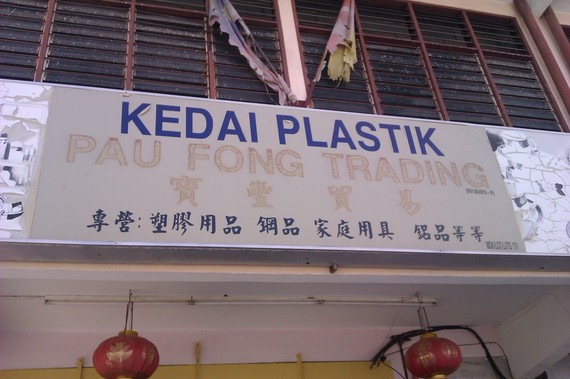 KEDAI PLASTIK
PAU FONG TRADING
寶豐貿易
專營:塑膠用品 鋼品 家庭用具 鋁品等等